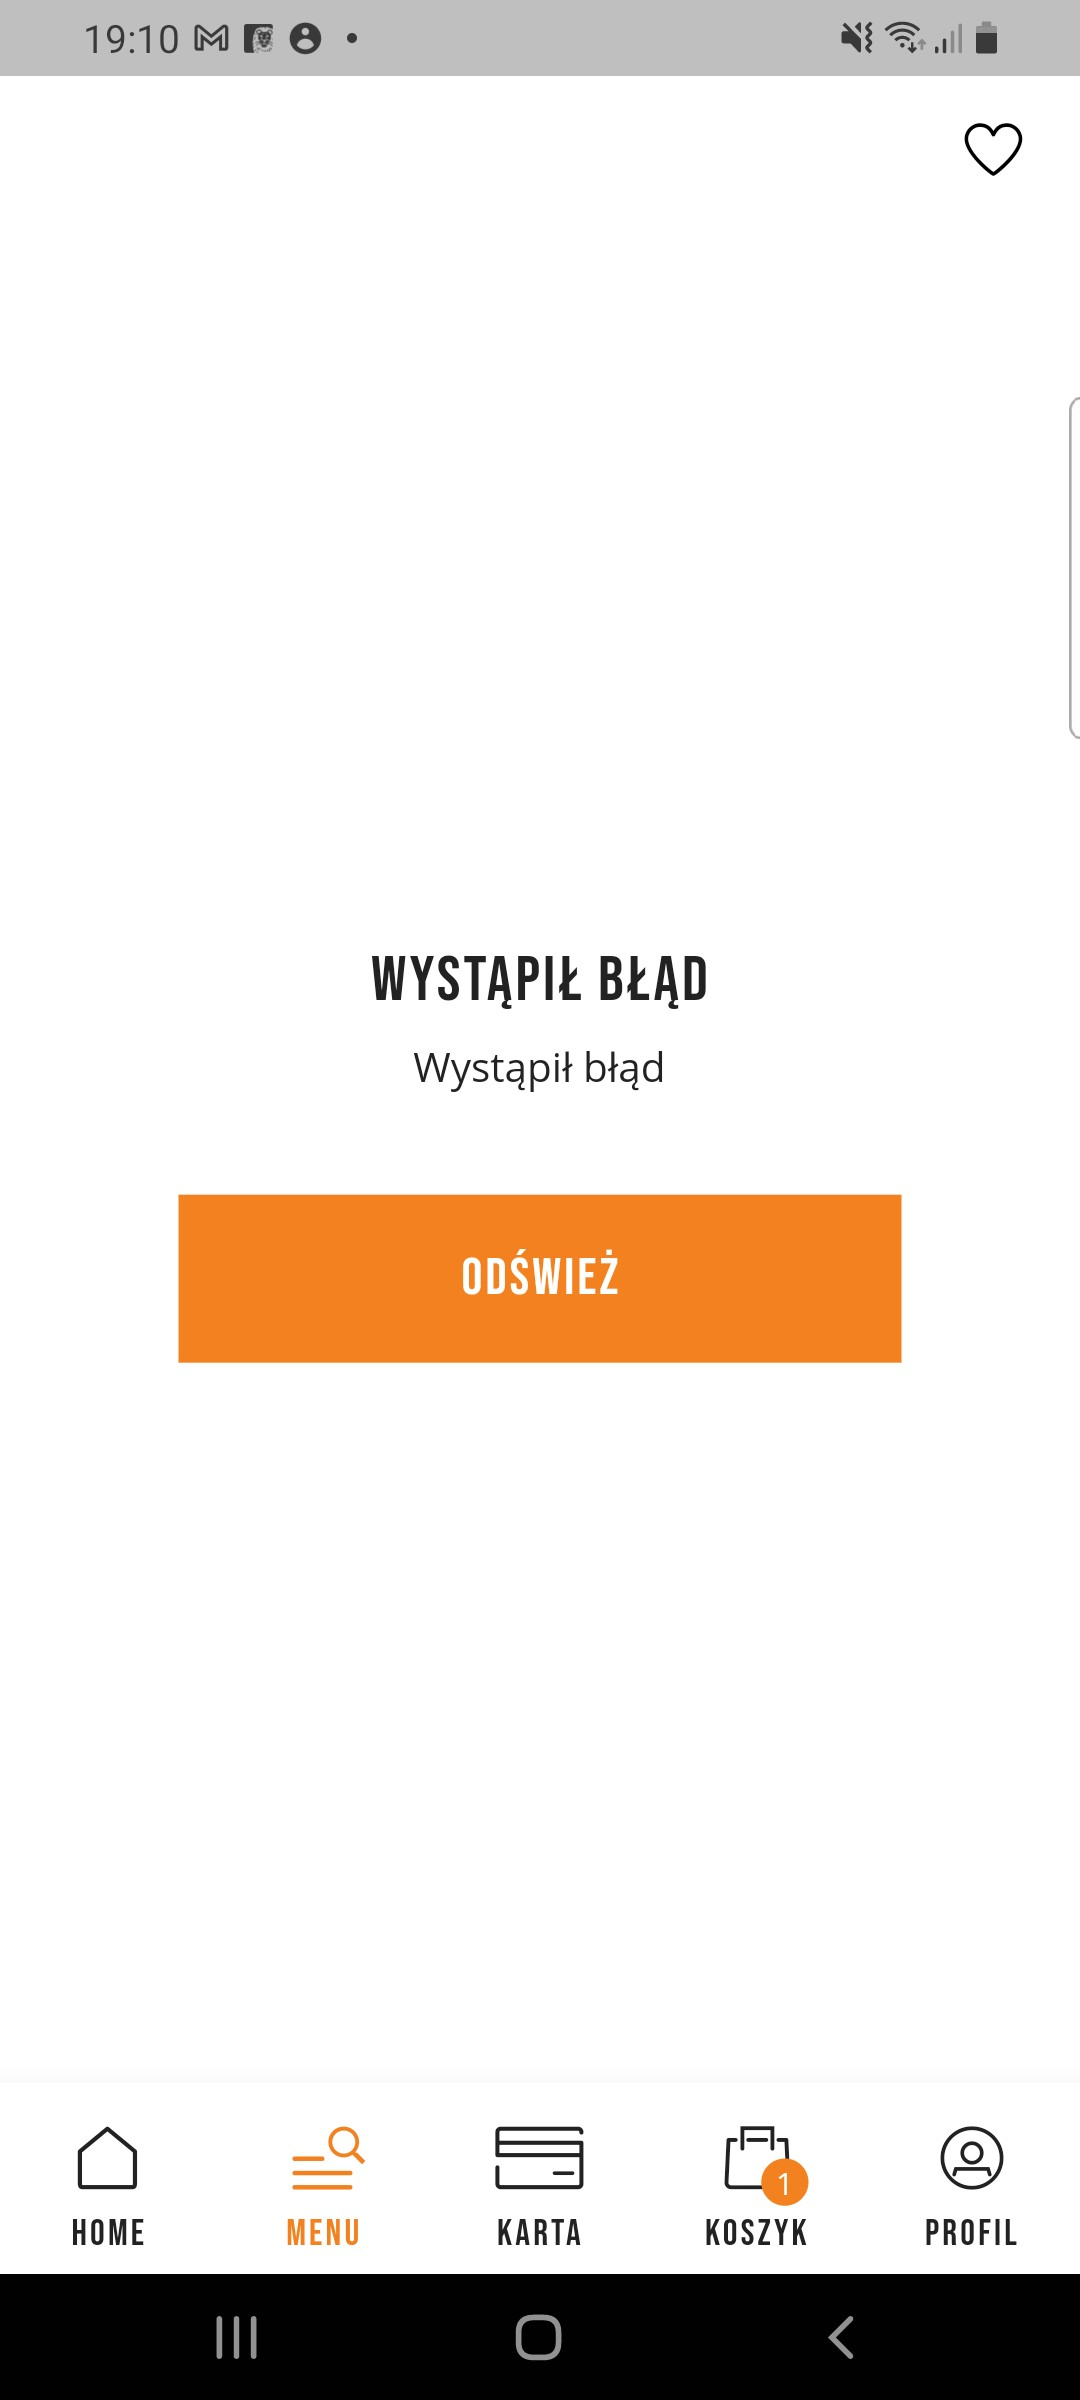 19:10
WYSTĄPIŁ BŁĄD
Wystąpił błąd
ODŚWIEŻ
1
HOME
MENU
KARTA
KOSZYK
PROFIL